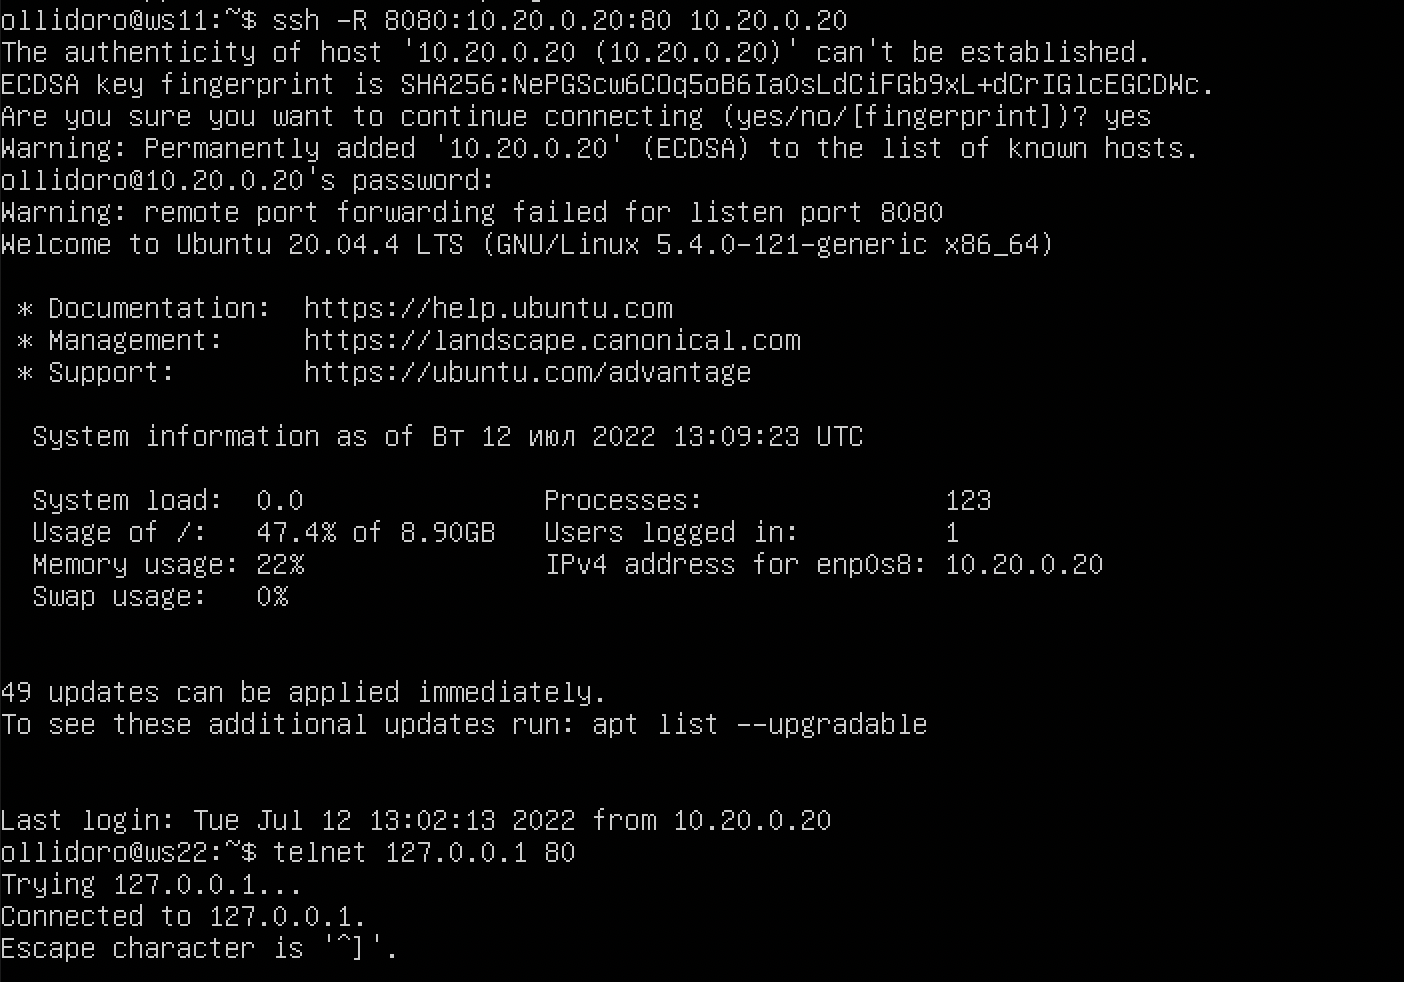 ollidoro@ws11:~$ ssh -R 8080:10.20.0.20:80 10.20.0.20
The authenticity of host '10.20.0.20 (10.20.0.20)' can't be established.
ECDSA key fingerprint is SHA256:NePGScw6COq5oB6Ia0sLdCiFGb9xL+dCrIGlcEGCDWc.
Are you sure you want to continue connecting (yes/no/[fingerprint])? yes
Warning: Permanently added '10.20.0.20' (ECDSA) to the list of known hosts.
ollidoro@10.20.0.20's password:
Warning: remote port forwarding failed for listen port 8080
Welcome to Ubuntu 20.04.4 LTS (GNU/Linux 5.4.0-121-generic x86_64)
* Documentation:  https://help.ubuntu.com
* Management:     https://landscape.canonical.com
* Support:        https://ubuntu.com/advantage
System information as of Вт 12 июл 2022 13:09:23 UTC
System load:  0.0               Processes:               123
Usage of /:   47.4% of 8.90GB   Users logged in:         1
Memory usage: 22%               IPv4 address for enp0s8: 10.20.0.20
Swap usage:   0%
49 updates can be applied immediately.
To see these additional updates run: apt list --upgradable
Last login: Tue Jul 12 13:02:13 2022 from 10.20.0.20
ollidoro@ws22:~$ telnet 127.0.0.1 80
Trying 127.0.0.1...
Connected to 127.0.0.1.
Escape character is '^]'.